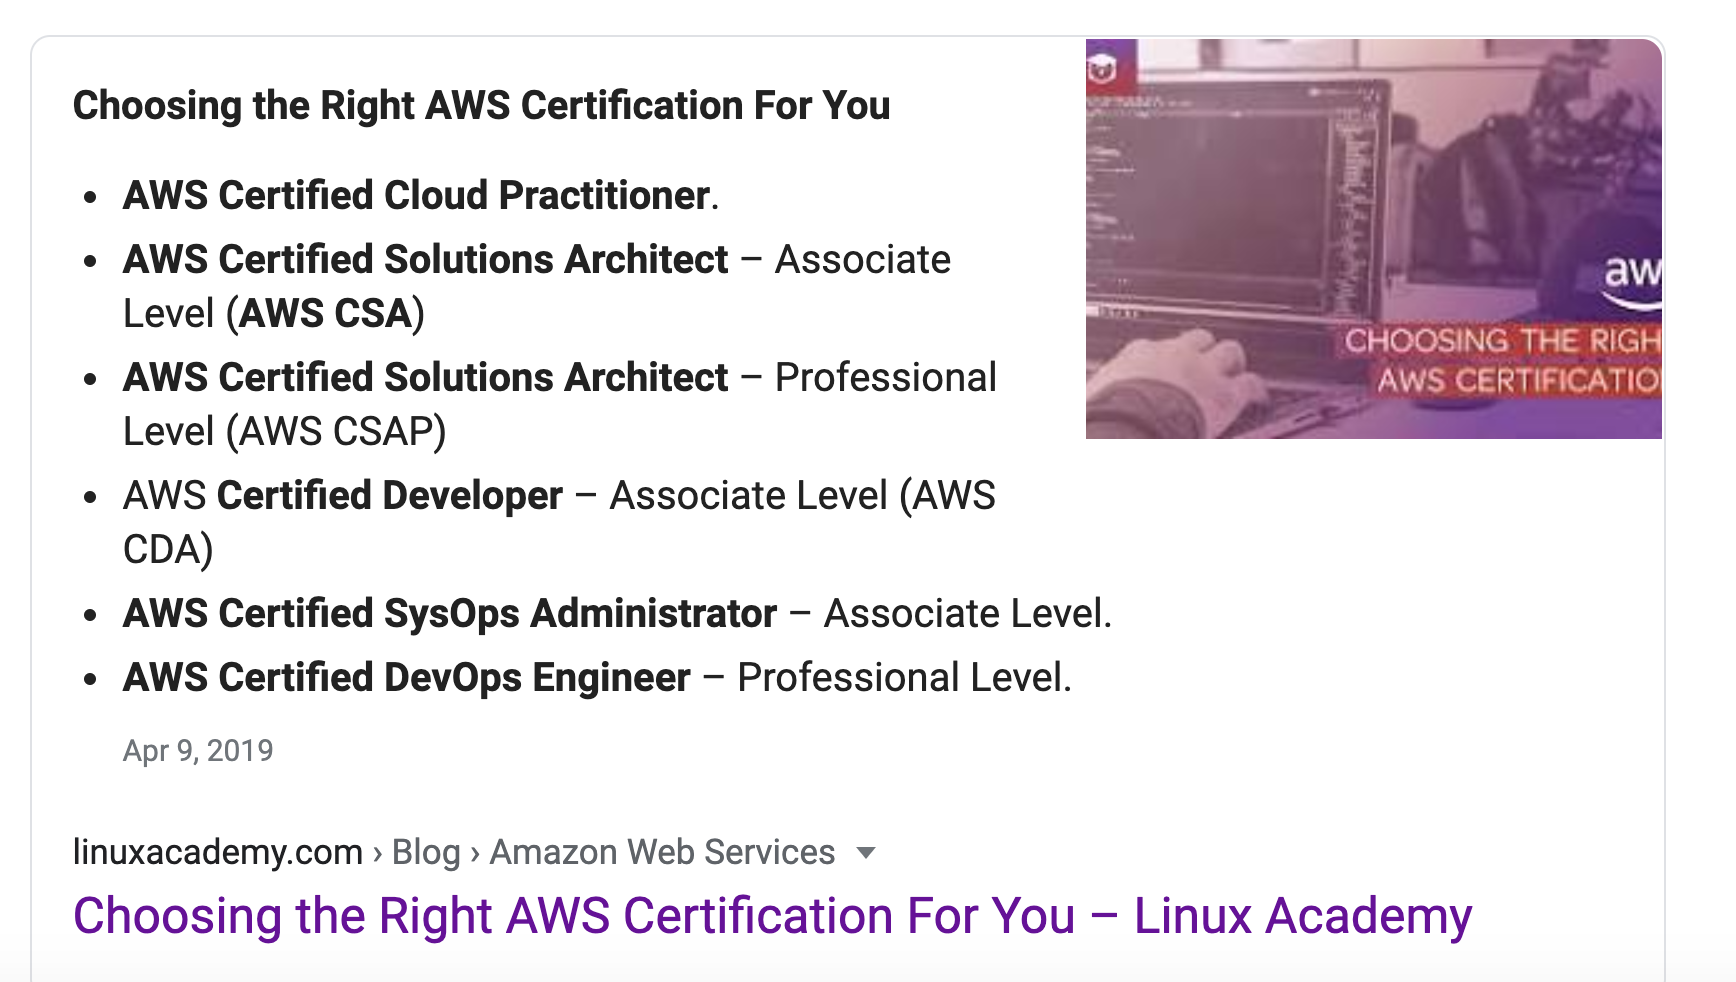 Choosing the Right AWS Certification For You
• AWS Certified Cloud Practitioner.
• AWS Certified Solutions Architect – Associate
Level (AWS CSA)
• AWS Certified Solutions Architect – Professional
Level (AWS CSAP)
• AWS Certified Developer – Associate Level (AWS
CDA)
• AWS Certified SysOps Administrator – Associate Level.
• AWS Certified DevOps Engineer – Professional Level.
Apr 9, 2019
aw
CHOOSING THE RIGH
AWS CERTIFICATIO
linuxacademy.com › Blog › Amazon Web Services
Choosing the Right AWS Certification For You – Linux Academy